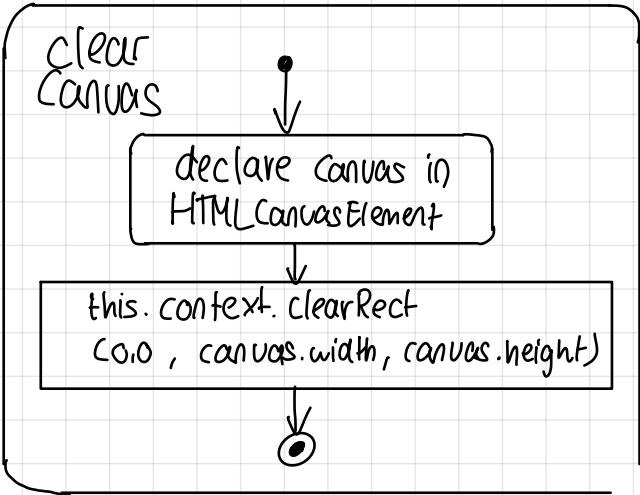 clear
Canvas
declare canvas in
HTMLCanvasElement
this.context.clearRect
(0,0 , canvas.width, canvas.height)